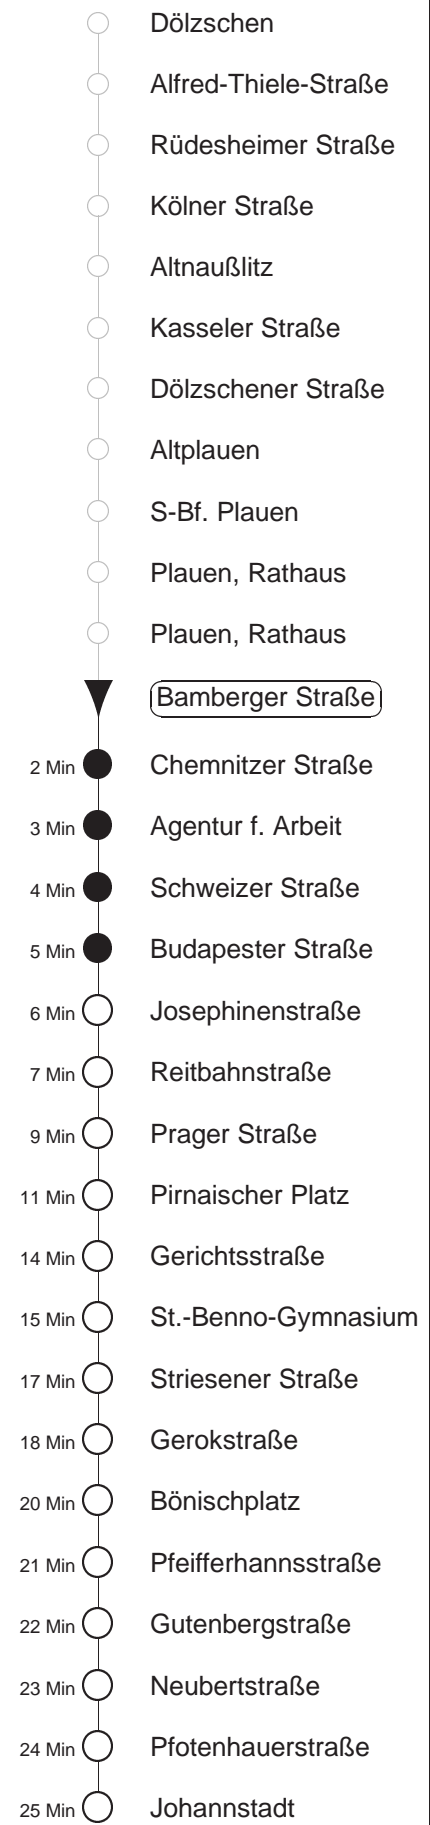 Dölzschen
Alfred-Thiele-Straße
Rüdesheimer Straße
Kölner Straße
Altnaußlitz
Kasseler Straße
Dölzschener Straße
Altplauen
S-Bf. Plauen
Plauen, Rathaus
Plauen, Rathaus
Bamberger Straße
2 Min Chemnitzer Straße
3 Min Agentur f. Arbeit
4 Min Schweizer Straße
5 Min Budapester Straße
6 Min Josephinenstraße
7 Min Reitbahnstraße
9 Min Prager Straße
11 Min Pirnaischer Platz
14 Min Gerichtsstraße
15 Min St.-Benno-Gymnasium
17 Min Striesener Straße
18 Min Gerokstraße
20 Min Bönischplatz
21 Min Pfeifferhannsstraße
22 Min Gutenbergstraße
23 Min Neubertstraße
24 Min Pfotenhauerstraße
25 Min Johannstadt